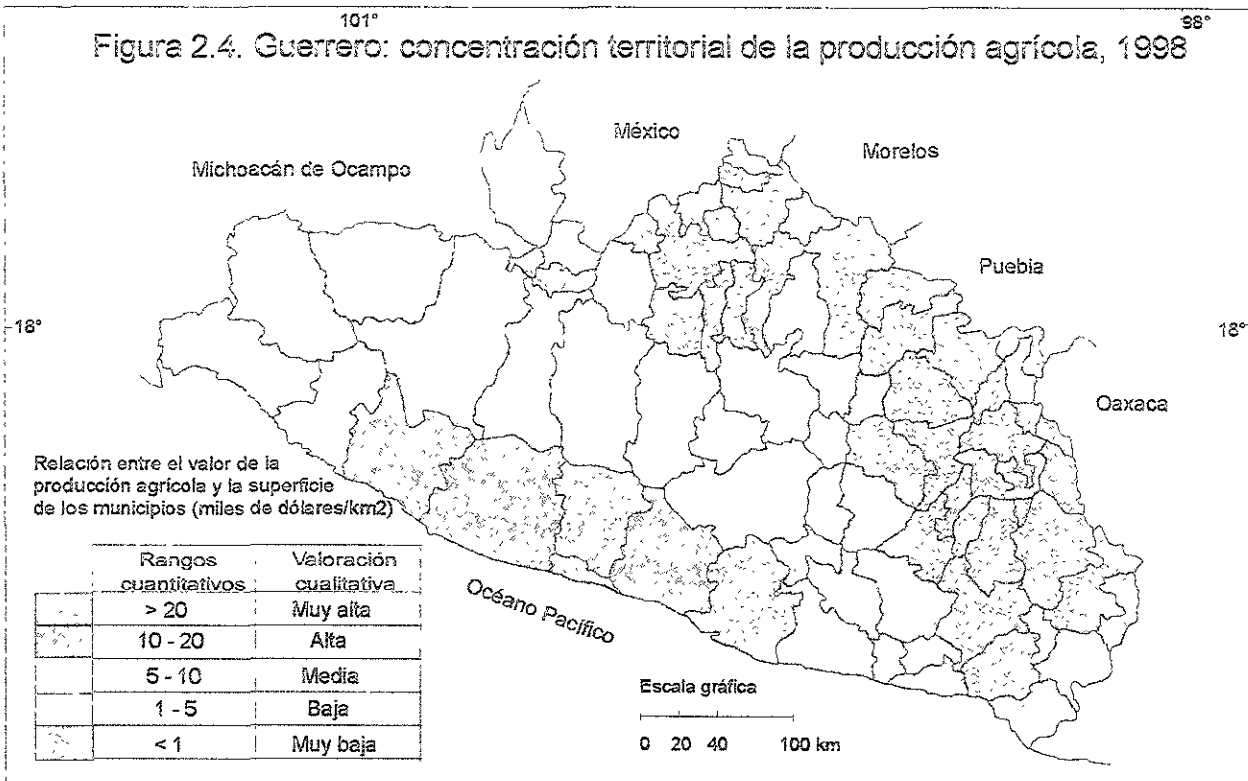 101°
98°
Figura 2.4. Guerrero: concentración territorial de la producción agrícola, 1998
México
Morelos
Michoacán de Ocampo
Puebla
18°
18°
Oaxaca
Relación entre el valor de la
producción agrícola y la superficie
de los municipios (miles de dólares/km2)
Rangos
cuantitativos
Valoración
cualitativa
> 20
Muy alta
10 - 20
Alta
5 - 10
Media
1 - 5
Baja
< 1
Muy baja
Océano Pacífico
Escala gráfica
0 20 40 100 km